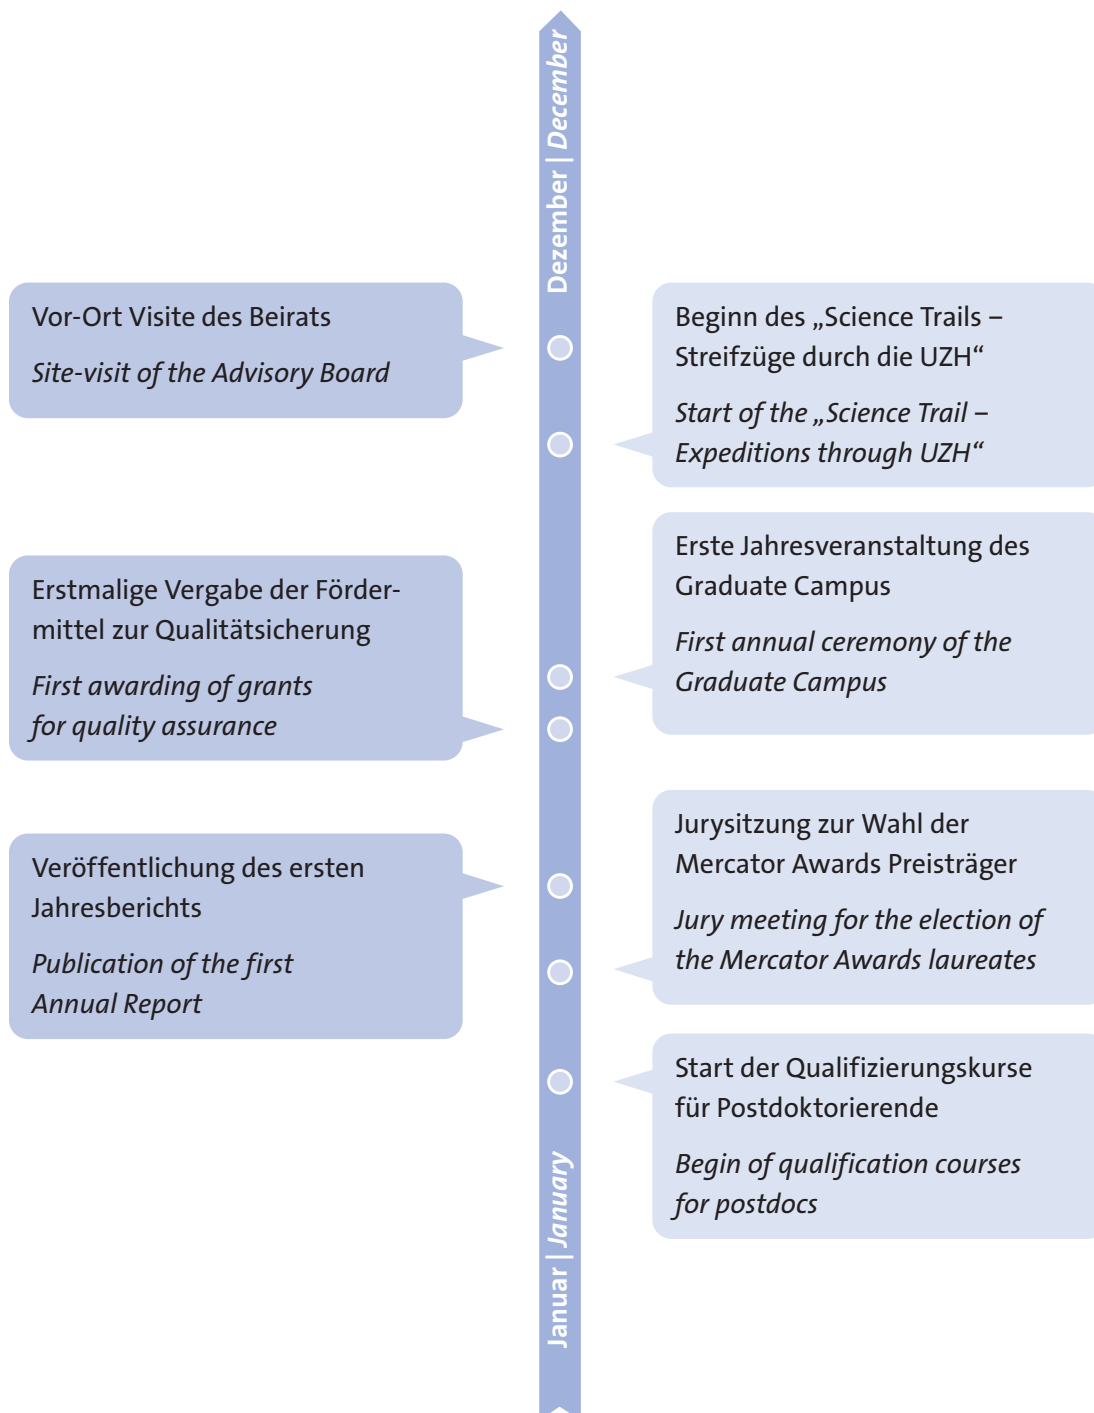 Dezember | December
Vor-Ort Visite des Beirats
Site-visit of the Advisory Board
Beginn des „Science Trails –
Streifzüge durch die UZH“
Start of the „Science Trail –
Expeditions through UZH“
Erste Jahresveranstaltung des
Graduate Campus
First annual ceremony of the
Graduate Campus
Erstmalige Vergabe der Förder-
mittel zur Qualitätsicherung
First awarding of grants
for quality assurance
Jurysitzung zur Wahl der
Mercator Awards Preisträger
Jury meeting for the election of
the Mercator Awards laureates
Veröffentlichung des ersten
Jahresberichts
Publication of the first
Annual Report
Start der Qualifizierungskurse
für Postdoktorierende
Begin of qualification courses
for postdocs
Januar | January